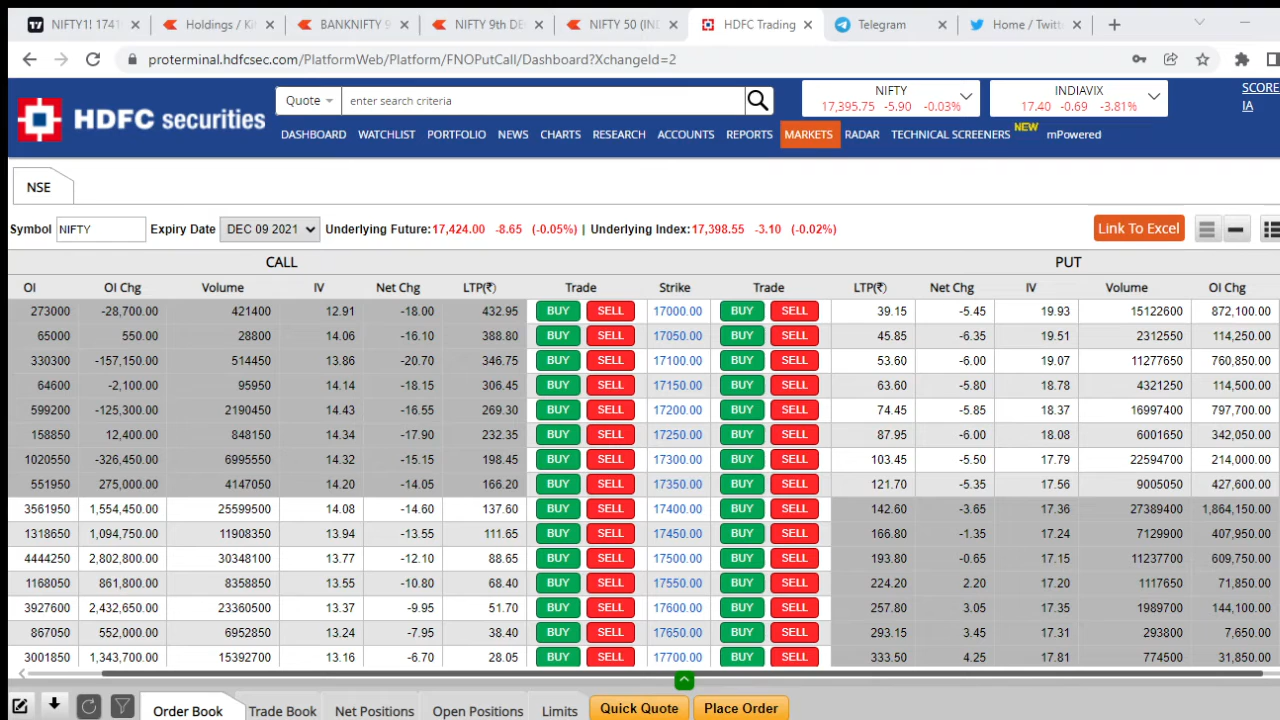 NIFTY1! 1741
Holdings / Ki
BANKNIFTY 9
NIFTY 9th DE
NIFTY 50 (IN
HDFC Trading
Telegram
Home / Twitt
proterminal.hdfcsec.com/PlatformWeb/Platform/FNOPutCall/Dashboard?XchangeId=2
HDFC securities
Quote enter search criteria
NIFTY
17,395.75 -5.90 -0.03%
INDIAVIX
17.40 -0.69 -3.81%
SCORE
IA
DASHBOARD WATCHLIST PORTFOLIO NEWS CHARTS RESEARCH ACCOUNTS REPORTS MARKETS RADAR TECHNICAL SCREENERS NEW mPowered
NSE
Symbol NIFTY Expiry Date DEC 09 2021 Underlying Future:17,424.00 -8.65 (-0.05%) | Underlying Index:17,398.55 -3.10 (-0.02%) Link To Excel
CALL PUT
OI OI Chg Volume IV Net Chg LTP(₹) Trade Strike Trade LTP(₹) Net Chg IV Volume OI Chg
273000 -28,700.00 421400 12.91 -18.00 432.95 BUY SELL 17000.00 BUY SELL 39.15 -5.45 19.93 15122600 872,100.00
65000 550.00 28800 14.06 -16.10 388.80 BUY SELL 17050.00 BUY SELL 45.85 -6.35 19.51 2312550 114,250.00
330300 -157,150.00 514450 13.86 -20.70 346.75 BUY SELL 17100.00 BUY SELL 53.60 -6.00 19.07 11277650 760,850.00
64600 -2,100.00 95950 14.14 -18.15 306.45 BUY SELL 17150.00 BUY SELL 63.60 -5.80 18.78 4321250 114,500.00
599200 -125,300.00 2190450 14.43 -16.55 269.30 BUY SELL 17200.00 BUY SELL 74.45 -5.85 18.37 16997400 797,700.00
158850 12,400.00 848150 14.34 -17.90 232.35 BUY SELL 17250.00 BUY SELL 87.95 -6.00 18.08 6001650 342,050.00
1020550 -326,450.00 6995550 14.32 -15.15 198.45 BUY SELL 17300.00 BUY SELL 103.45 -5.50 17.79 22594700 214,000.00
551950 275,000.00 4147050 14.20 -14.05 166.20 BUY SELL 17350.00 BUY SELL 121.70 -5.35 17.56 9005050 427,600.00
3561950 1,554,450.00 25599500 14.08 -14.60 137.60 BUY SELL 17400.00 BUY SELL 142.60 -3.65 17.36 27389400 1,864,150.00
1318650 1,094,750.00 11908350 13.94 -13.55 111.65 BUY SELL 17450.00 BUY SELL 166.80 -1.35 17.24 7129900 407,950.00
4444250 2,802,800.00 30348100 13.77 -12.10 88.65 BUY SELL 17500.00 BUY SELL 193.80 -0.65 17.15 11237700 609,750.00
1168050 861,800.00 8358850 13.55 -10.80 68.40 BUY SELL 17550.00 BUY SELL 224.20 2.20 17.20 1117650 71,850.00
3927600 2,432,650.00 23360500 13.37 -9.95 51.70 BUY SELL 17600.00 BUY SELL 257.80 3.05 17.35 1989700 144,100.00
867050 552,000.00 6952850 13.24 -7.95 38.40 BUY SELL 17650.00 BUY SELL 293.15 3.45 17.31 293800 7,650.00
3001850 1,343,700.00 15392700 13.16 -6.70 28.05 BUY SELL 17700.00 BUY SELL 333.50 4.25 17.81 774500 31,850.00
Order Book Trade Book Net Positions Open Positions Limits Quick Quote Place Order